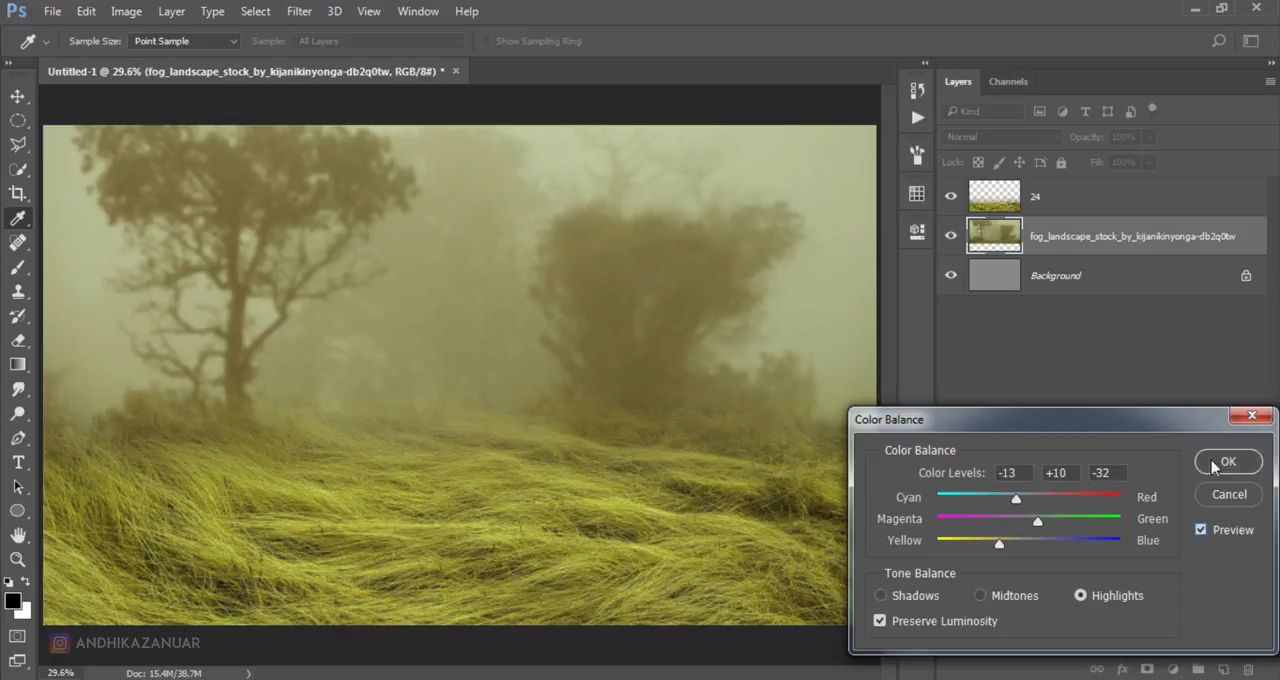 Ps File Edit Image Layer Type Select Filter 3D View Window Help
Sample Size: Point Sample Sample: All Layers Show Sampling Ring
Untitled-1 @ 29.6% (fog_landscape_stock_by_kijanikinyonga-db2q0tw, RGB/8#) *
Layers Channels
Kind
Normal Opacity: 100%
Lock: Fill: 100%
24
fog_landscape_stock_by_kijanikinyonga-db2q0tw
Background
Color Balance
Color Balance
Color Levels: -13 +10 -32
Cyan Red
Magenta Green
Yellow Blue
OK
Cancel
Preview
Tone Balance
Shadows Midtones Highlights
Preserve Luminosity
ANDHIKAZANUAR
29.6% Doc: 15.4M/38.7M
fx